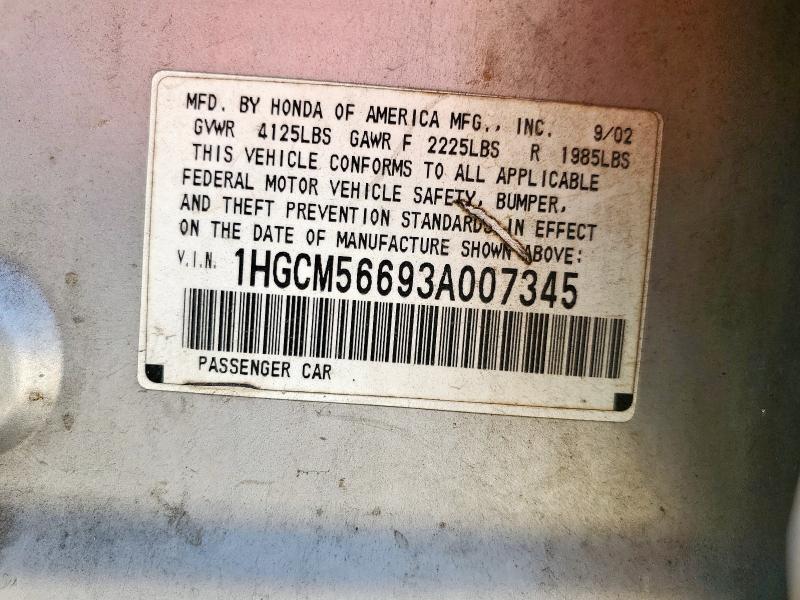 MFD. BY HONDA OF AMERICA MFG., INC. 9/02
GVWR 4125LBS GAWR F 2225LBS R 1985LBS
THIS VEHICLE CONFORMS TO ALL APPLICABLE
FEDERAL MOTOR VEHICLE SAFETY, BUMPER,
AND THEFT PREVENTION STANDARDS IN EFFECT
ON THE DATE OF MANUFACTURE SHOWN ABOVE:
V.I.N. 1HGCM56693A007345
PASSENGER CAR